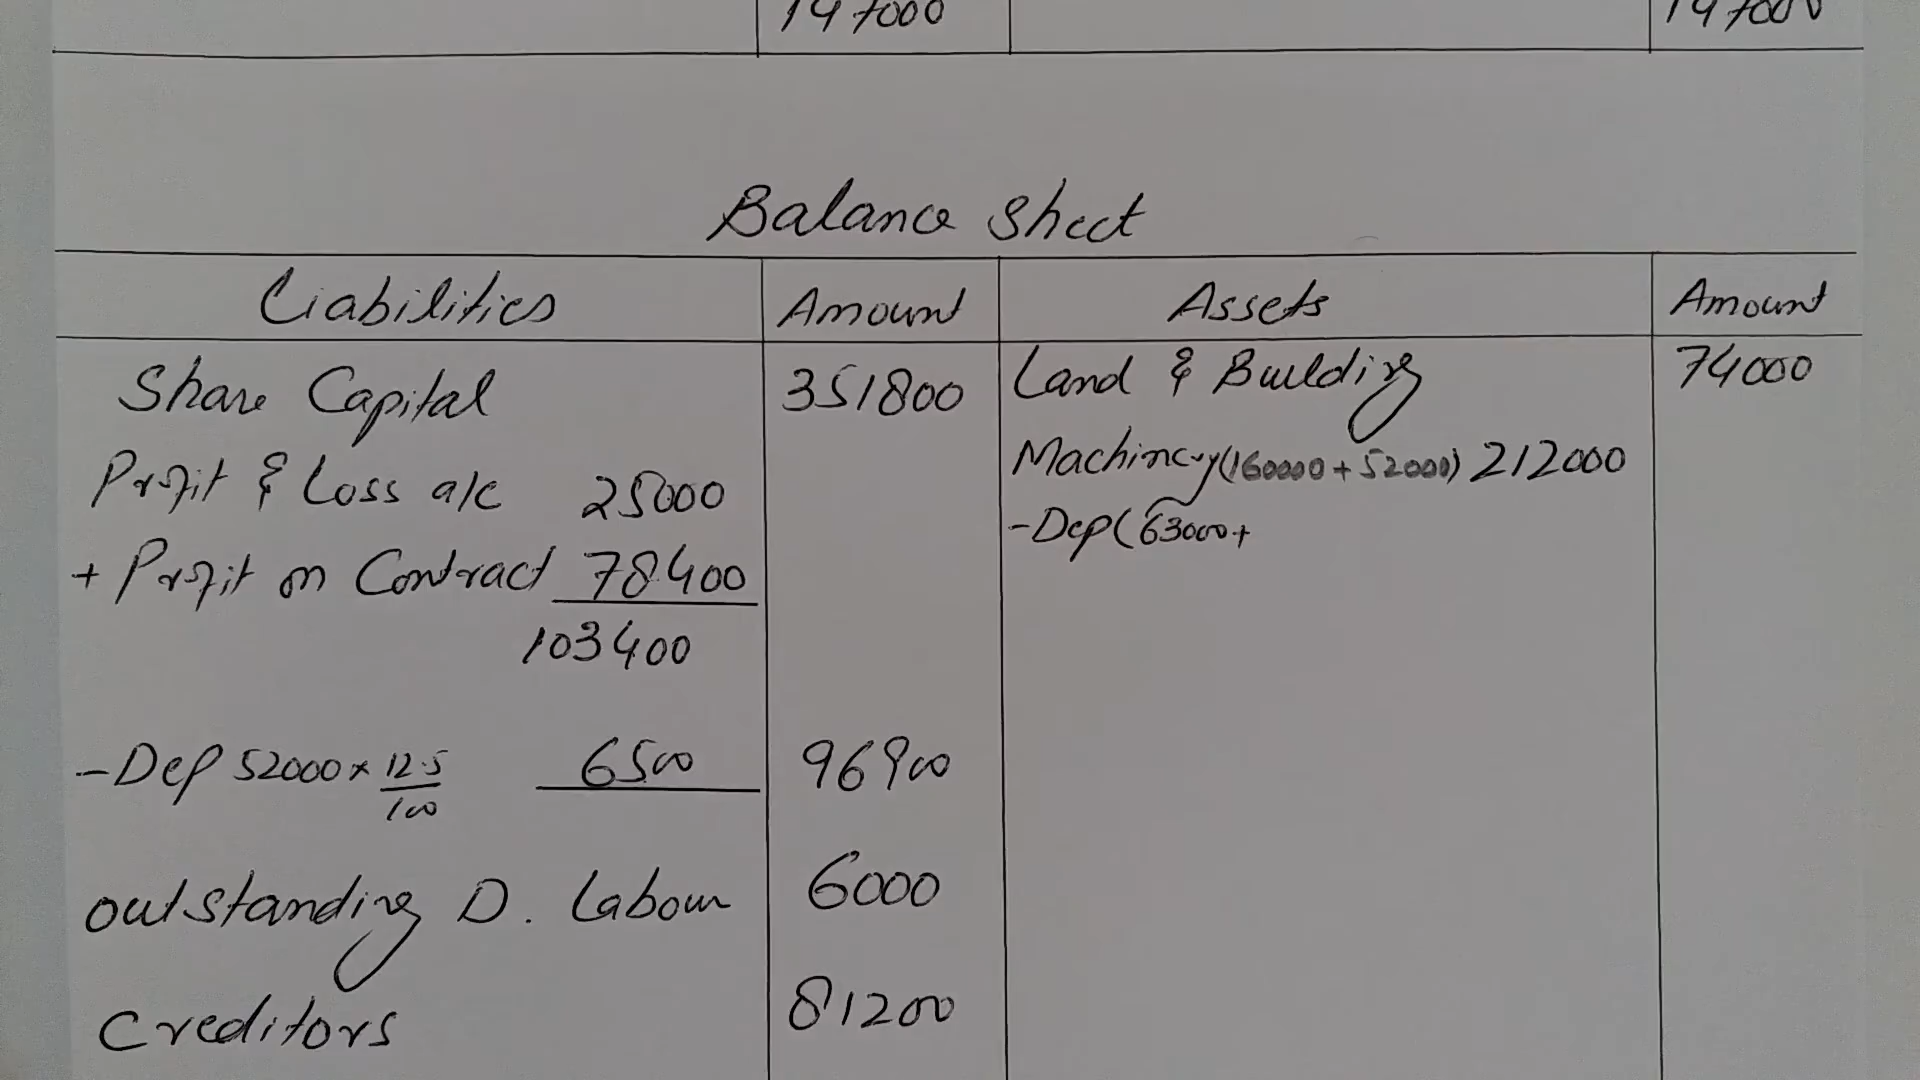 147000 147000
Balance Sheet
Liabilities Amount Assets Amount
Share Capital 351800 Land & Building 74000
Profit & Loss a/c 25000 Machinery (160000 + 52000) 212000
+ Profit on Contract 78400 - Dep (63000 +
103400
- Dep 52000 x 12.5/100 6500 96900
outstanding D. Labour 6000
Creditors 81200